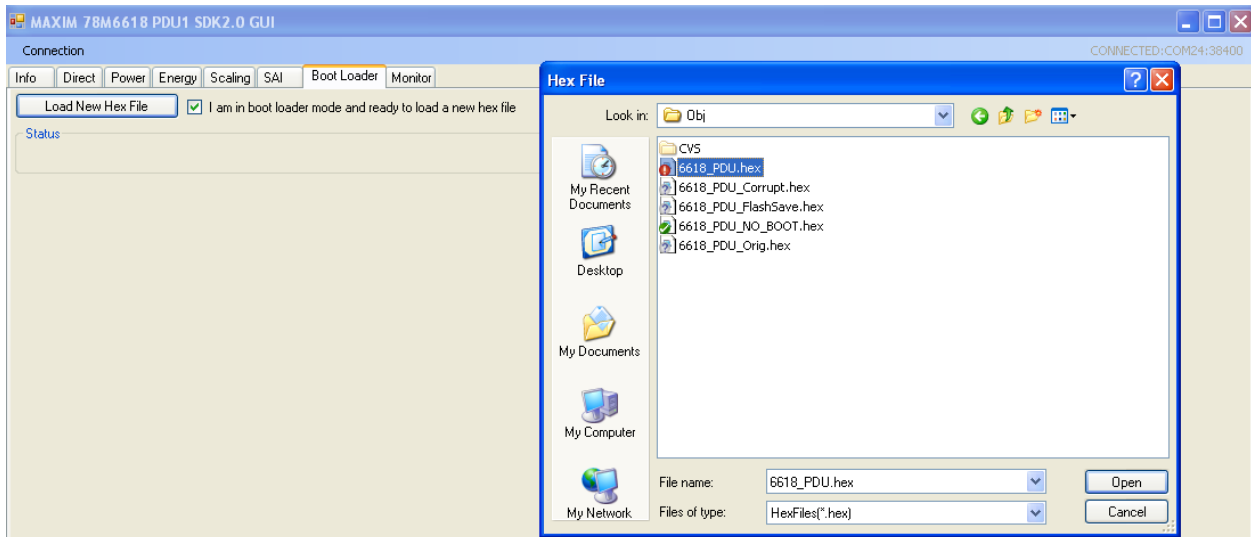 MAXIM 78M6618 PDU1 SDK2.0 GUI
Connection
CONNECTED:COM24:38400
Info Direct Power Energy Scaling SAI Boot Loader Monitor
Load New Hex File I am in boot loader mode and ready to load a new hex file
Status
Hex File
Look in: Obj
My Recent
Documents
Desktop
My Documents
My Computer
My Network
CVS
6618_PDU.hex
6618_PDU_Corrupt.hex
6618_PDU_FlashSave.hex
6618_PDU_NO_BOOT.hex
6618_PDU_Orig.hex
File name: 6618_PDU.hex Open
Files of type: HexFiles(*.hex) Cancel